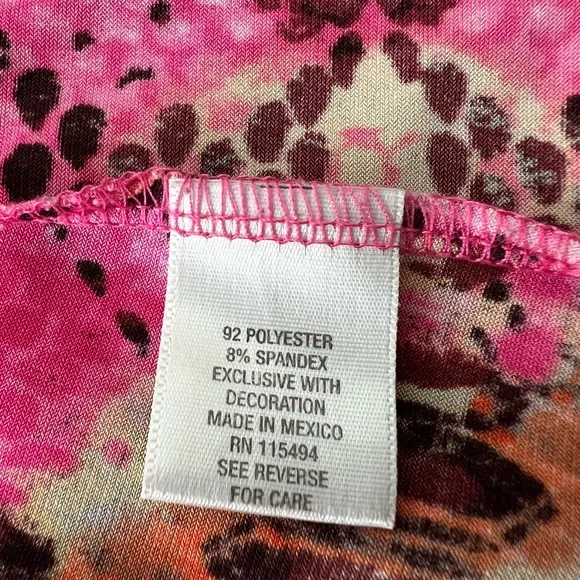 92 POLYESTER
8% SPANDEX
EXCLUSIVE WITH
DECORATION
MADE IN MEXICO
RN 115494
SEE REVERSE
FOR CARE